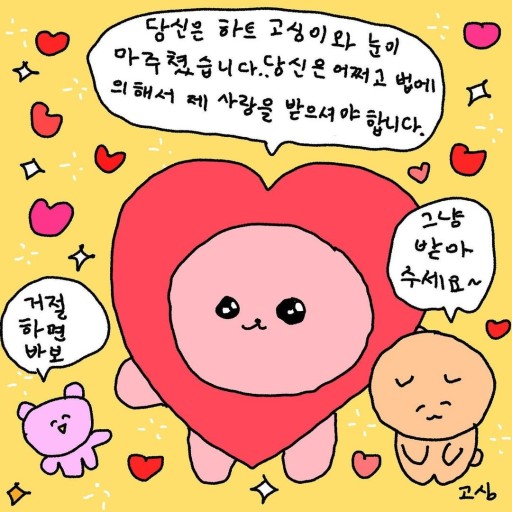 당신은 하트 고심이와 눈이
마주쳤습니다..당신은 어쩌고 법에
의해서 제 사랑을 받으셔야 합니다.
그냥
받아
주세요~
거절
하면
바보
고심